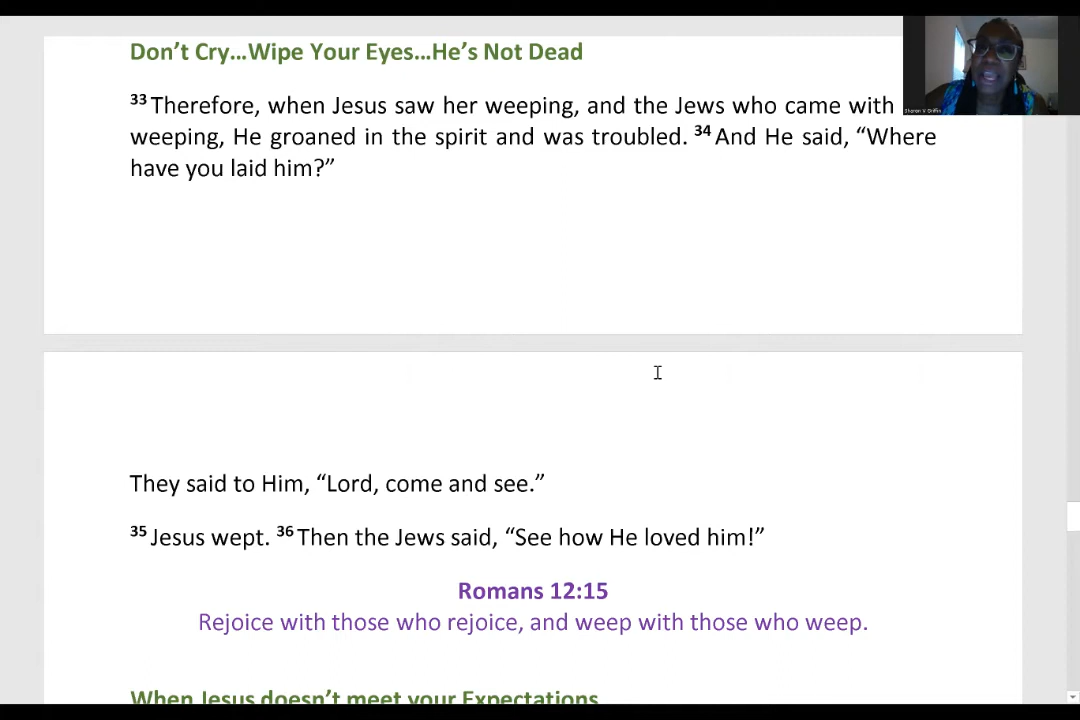 Don’t Cry…Wipe Your Eyes…He’s Not Dead
33 Therefore, when Jesus saw her weeping, and the Jews who came with
weeping, He groaned in the spirit and was troubled. 34 And He said, “Where
have you laid him?”
Sharon V Griffin
They said to Him, “Lord, come and see.”
35 Jesus wept. 36 Then the Jews said, “See how He loved him!”
Romans 12:15
Rejoice with those who rejoice, and weep with those who weep.
When Jesus doesn’t meet your Expectations